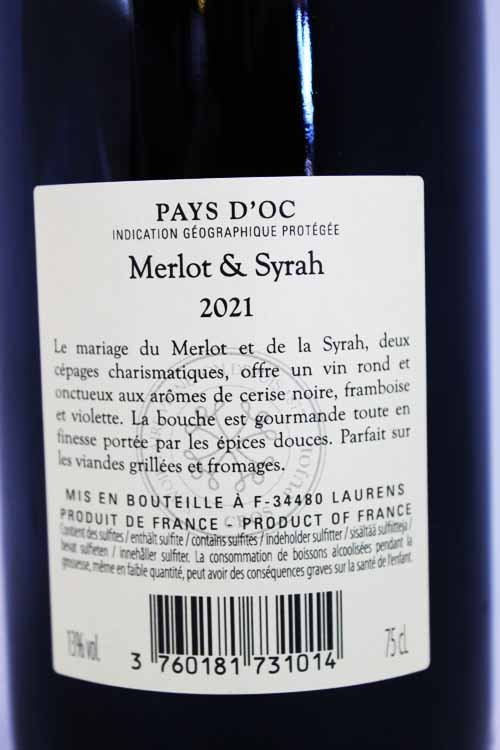 PAYS D'OC
INDICATION GÉOGRAPHIQUE PROTÉGÉE
Merlot & Syrah
2021
Le mariage du Merlot et de la Syrah, deux
cépages charismatiques, offre un vin rond et
onctueux aux arômes de cerise noire, framboise
et violette. La bouche est gourmande toute en
finesse portée par les épices douces. Parfait sur
les viandes grillées et fromages.
MIS EN BOUTEILLE À F-34480 LAURENS
PRODUIT DE FRANCE - PRODUCT OF FRANCE
Contient des sulfites / enthält sulfite / contains sulfites / indeholder sulfitter / sisältää sulfiitteja /
bevat sulfieten / innehåller sulfiter. La consommation de boissons alcoolisées pendant la
grossesse, même en faible quantité, peut avoir des conséquences graves sur la santé de l'enfant.
13% vol.
3 760181 731014
75 cL